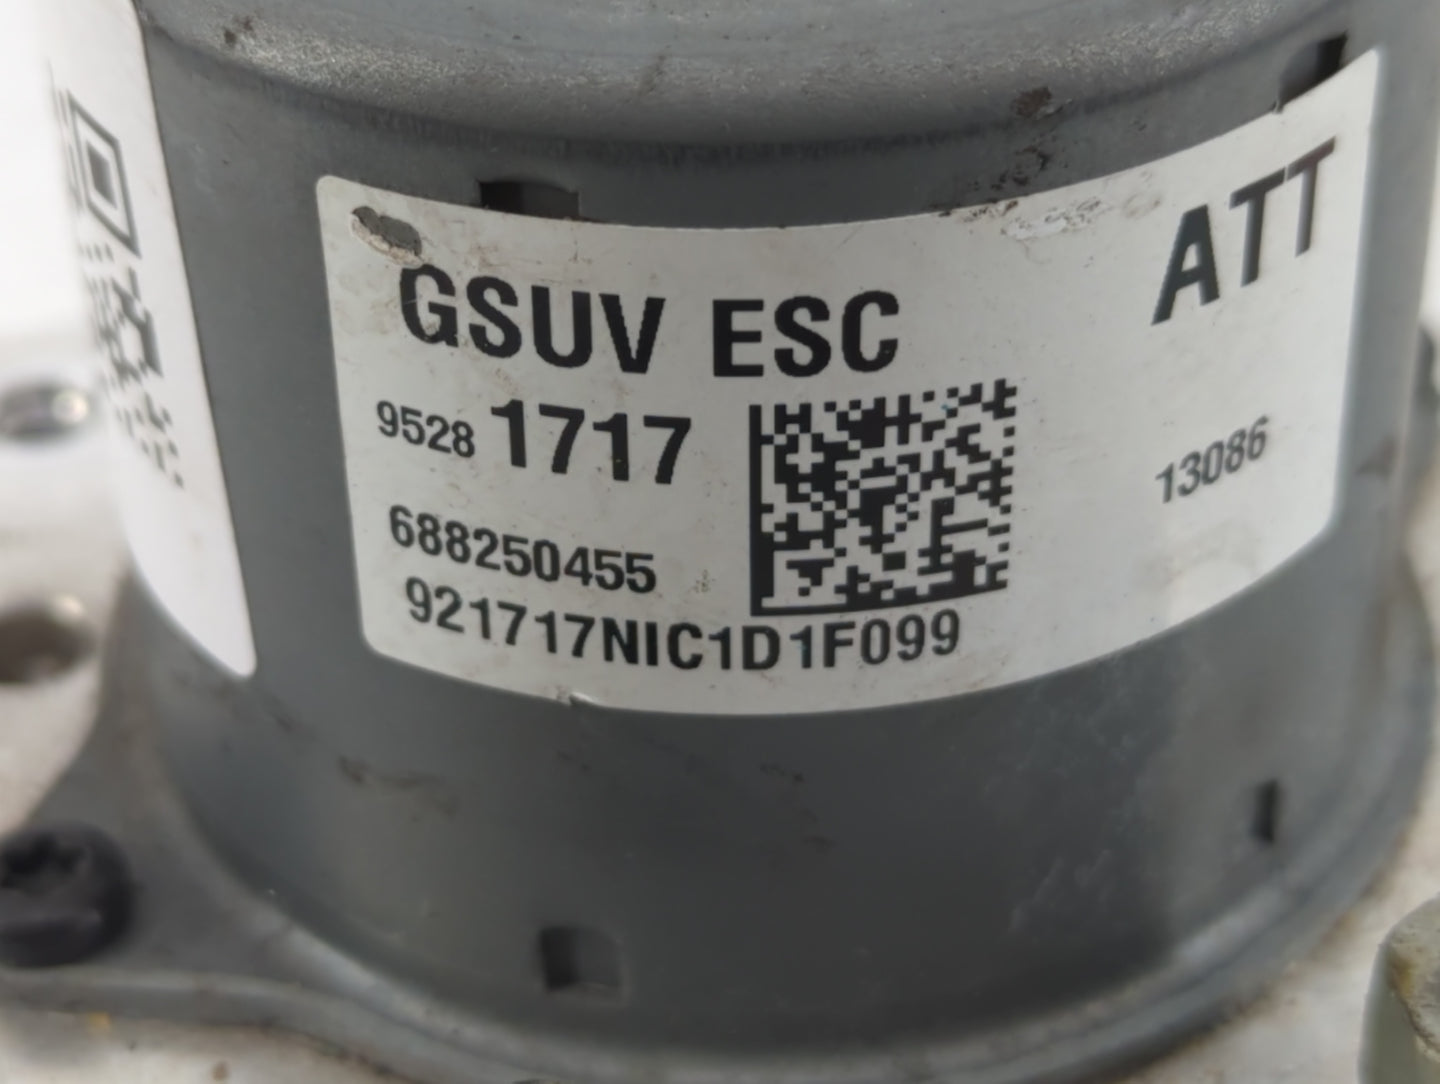 GSUV ESC ATT
9528 1717 13086
688250455
921717NIC1D1F099